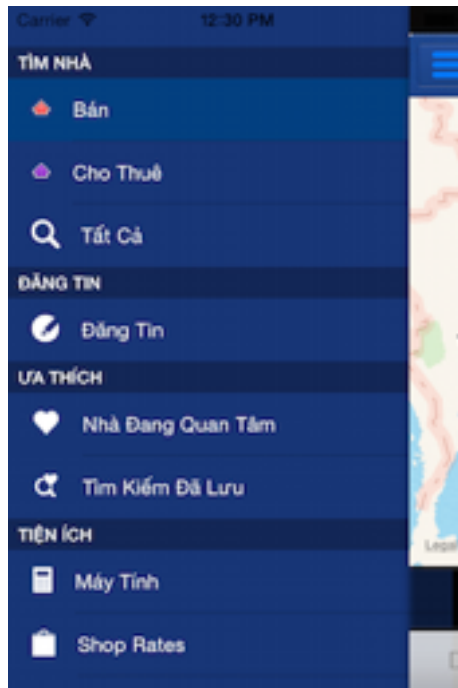 Carrier 12:30 PM
TÌM NHÀ
Bán
Cho Thuê
Tất Cả
ĐĂNG TIN
Đăng Tin
ƯA THÍCH
Nhà Đang Quan Tâm
Tìm Kiếm Đã Lưu
TIỆN ÍCH
Máy Tính
Shop Rates
Legal